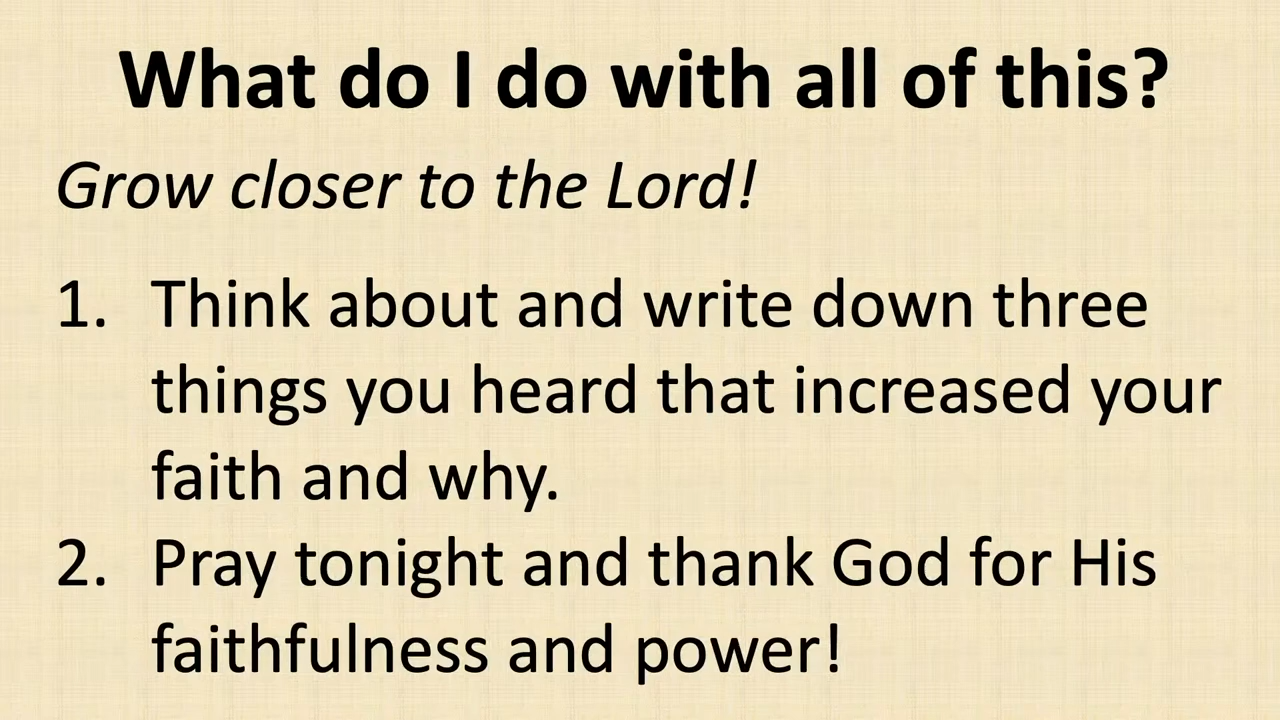 What do I do with all of this?
Grow closer to the Lord!
1. Think about and write down three
things you heard that increased your
faith and why.
2. Pray tonight and thank God for His
faithfulness and power!